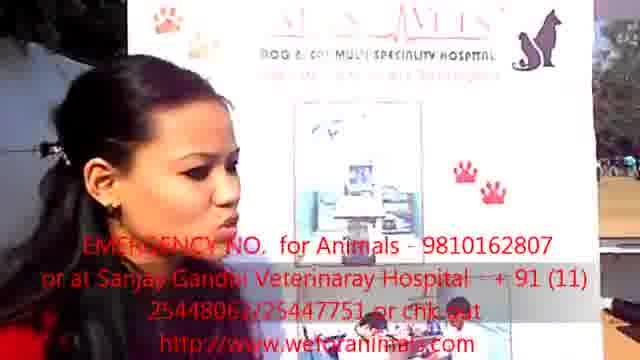 DOG & CAT MULTI SPECIALITY HOSPITAL
EMERGENCY NO. for Animals - 9810162807
or at Sanjay Gandhi Veterinaray Hospital - + 91 (11)
25448062/25447751 or chk out
http://www.weforanimals.com